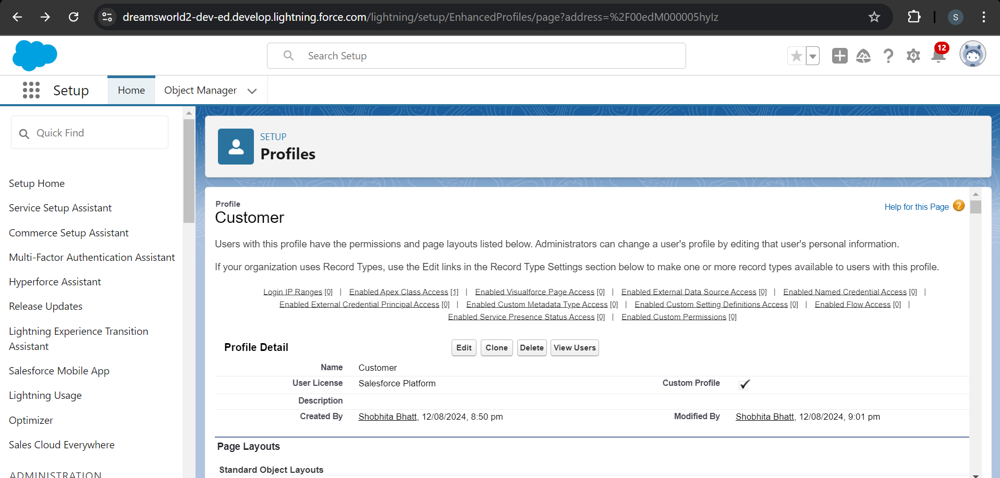 dreamsworld2-dev-ed.develop.lightning.force.com/lightning/setup/EnhancedProfiles/page?address=%2F00edM000005hyIz
S
Search Setup
12
Setup
Home
Object Manager
Quick Find
Setup Home
Service Setup Assistant
Commerce Setup Assistant
Multi-Factor Authentication Assistant
Hyperforce Assistant
Release Updates
Lightning Experience Transition
Assistant
Salesforce Mobile App
Lightning Usage
Optimizer
Sales Cloud Everywhere
ADMINISTRATION
SETUP
Profiles
Profile
Customer
Help for this Page ?
Users with this profile have the permissions and page layouts listed below. Administrators can change a user's profile by editing that user's personal information.
If your organization uses Record Types, use the Edit links in the Record Type Settings section below to make one or more record types available to users with this profile.
Login IP Ranges [0] | Enabled Apex Class Access [1] | Enabled Visualforce Page Access [0] | Enabled External Data Source Access [0] | Enabled Named Credential Access [0] |
Enabled External Credential Principal Access [0] | Enabled Custom Metadata Type Access [0] | Enabled Custom Setting Definitions Access [0] | Enabled Flow Access [0] |
Enabled Service Presence Status Access [0] | Enabled Custom Permissions [0]
Profile Detail
Edit
Clone
Delete
View Users
Name Customer
User License Salesforce Platform
Custom Profile
Description
Created By Shobhita Bhatt, 12/08/2024, 8:50 pm
Modified By Shobhita Bhatt, 12/08/2024, 9:01 pm
Page Layouts
Standard Object Layouts